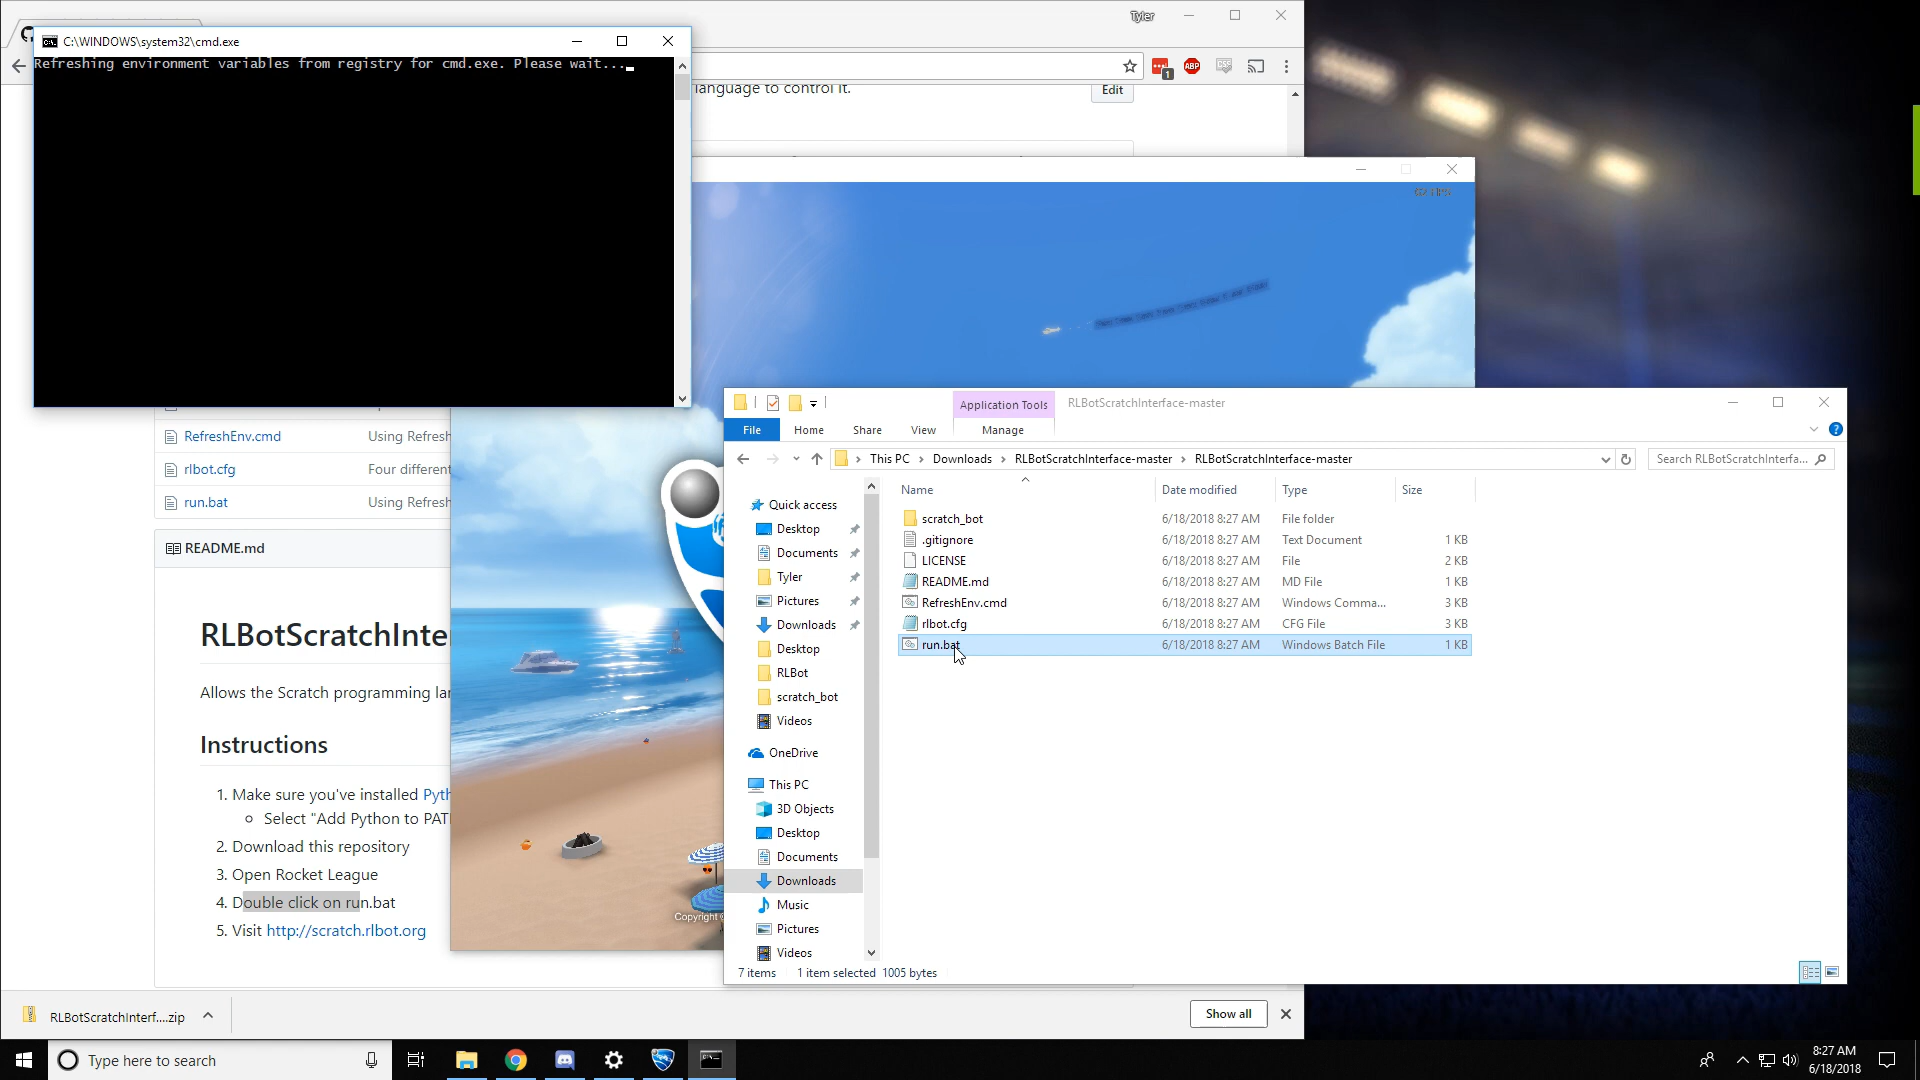 Tyler
C:\WINDOWS\system32\cmd.exe
Refreshing environment variables from registry for cmd.exe. Please wait...
1
ABP
language to control it.
Edit
RefreshEnv.cmd Using Refresh
rlbot.cfg Four different
run.bat Using Refresh
README.md
RLBotScratchInte
Allows the Scratch programming la
Instructions
1. Make sure you've installed Pyth
Select "Add Python to PAT
2. Download this repository
3. Open Rocket League
4. Double click on run.bat
5. Visit http://scratch.rlbot.org
Copyright
Application Tools RLBotScratchInterface-master
File Home Share View Manage
This PC Downloads RLBotScratchInterface-master RLBotScratchInterface-master
Search RLBotScratchInterfa...
Name Date modified Type Size
scratch_bot 6/18/2018 8:27 AM File folder
.gitignore 6/18/2018 8:27 AM Text Document 1 KB
LICENSE 6/18/2018 8:27 AM File 2 KB
README.md 6/18/2018 8:27 AM MD File 1 KB
RefreshEnv.cmd 6/18/2018 8:27 AM Windows Comma... 3 KB
rlbot.cfg 6/18/2018 8:27 AM CFG File 3 KB
run.bat 6/18/2018 8:27 AM Windows Batch File 1 KB
Quick access
Desktop
Documents
Tyler
Pictures
Downloads
Desktop
RLBot
scratch_bot
Videos
OneDrive
This PC
3D Objects
Desktop
Documents
Downloads
Music
Pictures
Videos
7 items 1 item selected 1005 bytes
RLBotScratchInterf....zip
Show all
Type here to search
8:27 AM
6/18/2018